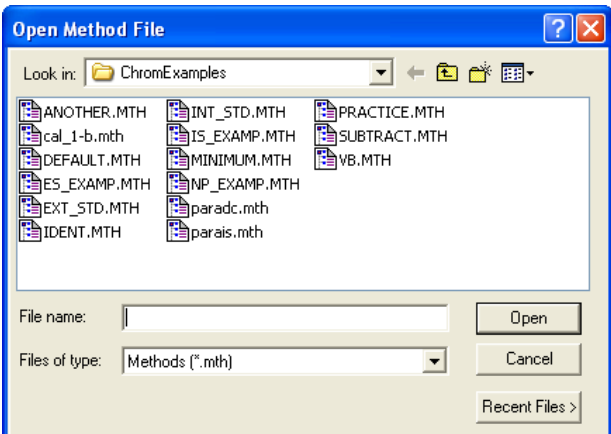 Open Method File
Look in: ChromExamples
ANOTHER.MTH INT_STD.MTH PRACTICE.MTH
cal_1-b.mth IS_EXAMP.MTH SUBTRACT.MTH
DEFAULT.MTH MINIMUM.MTH VB.MTH
ES_EXAMP.MTH NP_EXAMP.MTH
EXT_STD.MTH paradc.mth
IDENT.MTH parais.mth
File name: Open
Files of type: Methods (*.mth) Cancel
Recent Files >